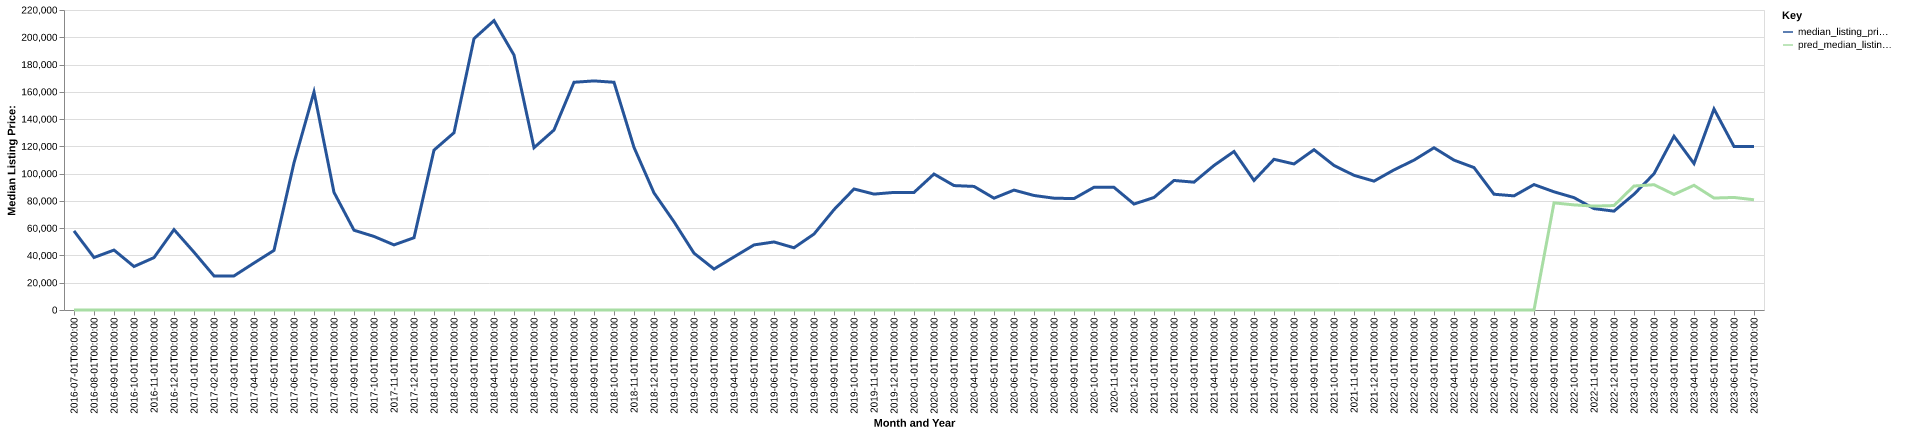 220,000
200,000
180,000
160,000
140,000
120,000
100,000
80,000
60,000
40,000
20,000
0
Median Listing Price:
2016-07-01T00:00:00
2016-08-01T00:00:00
2016-09-01T00:00:00
2016-10-01T00:00:00
2016-11-01T00:00:00
2016-12-01T00:00:00
2017-01-01T00:00:00
2017-02-01T00:00:00
2017-03-01T00:00:00
2017-04-01T00:00:00
2017-05-01T00:00:00
2017-06-01T00:00:00
2017-07-01T00:00:00
2017-08-01T00:00:00
2017-09-01T00:00:00
2017-10-01T00:00:00
2017-11-01T00:00:00
2017-12-01T00:00:00
2018-01-01T00:00:00
2018-02-01T00:00:00
2018-03-01T00:00:00
2018-04-01T00:00:00
2018-05-01T00:00:00
2018-06-01T00:00:00
2018-07-01T00:00:00
2018-08-01T00:00:00
2018-09-01T00:00:00
2018-10-01T00:00:00
2018-11-01T00:00:00
2018-12-01T00:00:00
2019-01-01T00:00:00
2019-02-01T00:00:00
2019-03-01T00:00:00
2019-04-01T00:00:00
2019-05-01T00:00:00
2019-06-01T00:00:00
2019-07-01T00:00:00
2019-08-01T00:00:00
2019-09-01T00:00:00
2019-10-01T00:00:00
2019-11-01T00:00:00
2019-12-01T00:00:00
2020-01-01T00:00:00
2020-02-01T00:00:00
2020-03-01T00:00:00
2020-04-01T00:00:00
2020-05-01T00:00:00
2020-06-01T00:00:00
2020-07-01T00:00:00
2020-08-01T00:00:00
2020-09-01T00:00:00
2020-10-01T00:00:00
2020-11-01T00:00:00
2020-12-01T00:00:00
2021-01-01T00:00:00
2021-02-01T00:00:00
2021-03-01T00:00:00
2021-04-01T00:00:00
2021-05-01T00:00:00
2021-06-01T00:00:00
2021-07-01T00:00:00
2021-08-01T00:00:00
2021-09-01T00:00:00
2021-10-01T00:00:00
2021-11-01T00:00:00
2021-12-01T00:00:00
2022-01-01T00:00:00
2022-02-01T00:00:00
2022-03-01T00:00:00
2022-04-01T00:00:00
2022-05-01T00:00:00
2022-06-01T00:00:00
2022-07-01T00:00:00
2022-08-01T00:00:00
2022-09-01T00:00:00
2022-10-01T00:00:00
2022-11-01T00:00:00
2022-12-01T00:00:00
2023-01-01T00:00:00
2023-02-01T00:00:00
2023-03-01T00:00:00
2023-04-01T00:00:00
2023-05-01T00:00:00
2023-06-01T00:00:00
2023-07-01T00:00:00
Month and Year
Key
median_listing_pri…
pred_median_listin…